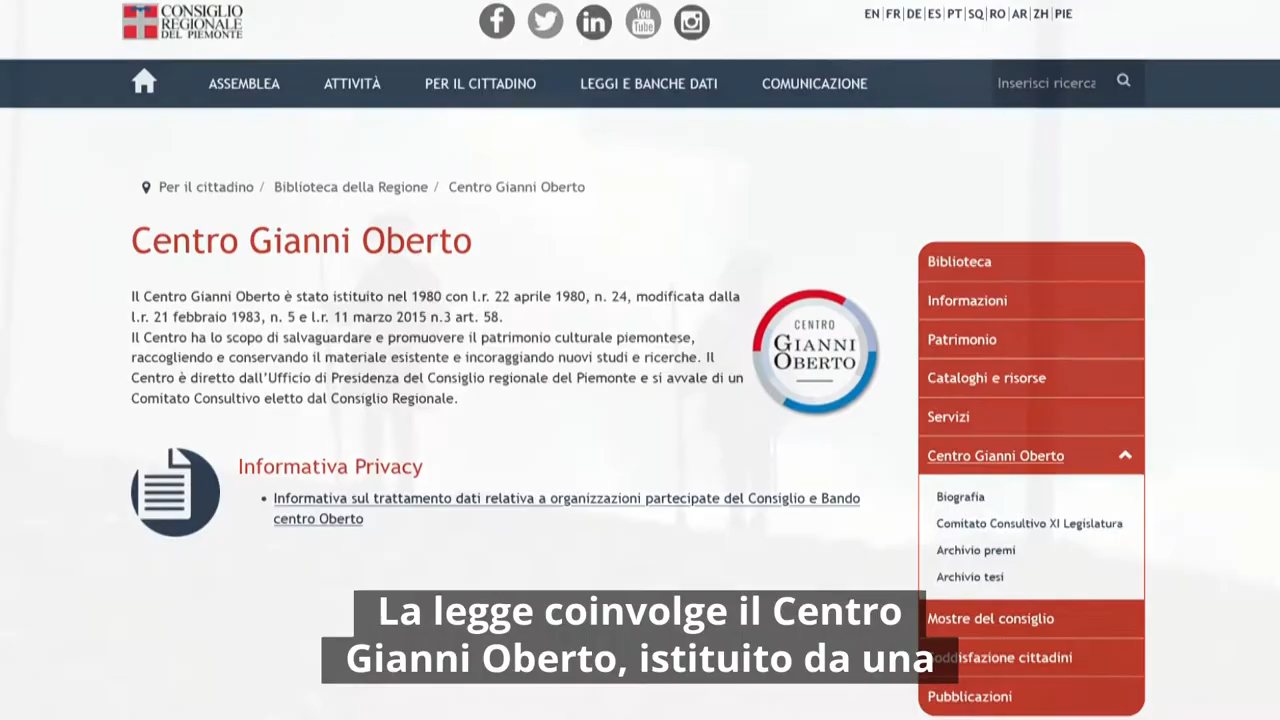 CONSIGLIO
REGIONALE
DEL PIEMONTE
You
Tube
EN|FR|DE|ES|PT|SQ|RO|AR|ZH|PIE
ASSEMBLEA ATTIVITÀ PER IL CITTADINO LEGGI E BANCHE DATI COMUNICAZIONE Inserisci ricerca
Per il cittadino / Biblioteca della Regione / Centro Gianni Oberto
Centro Gianni Oberto
Il Centro Gianni Oberto è stato istituito nel 1980 con l.r. 22 aprile 1980, n. 24, modificata dalla
l.r. 21 febbraio 1983, n. 5 e l.r. 11 marzo 2015 n.3 art. 58.
Il Centro ha lo scopo di salvaguardare e promuovere il patrimonio culturale piemontese,
raccogliendo e conservando il materiale esistente e incoraggiando nuovi studi e ricerche. Il
Centro è diretto dall'Ufficio di Presidenza del Consiglio regionale del Piemonte e si avvale di un
Comitato Consultivo eletto dal Consiglio Regionale.
CENTRO
GIANNI
OBERTO
Informativa Privacy
• Informativa sul trattamento dati relativa a organizzazioni partecipate del Consiglio e Bando
centro Oberto
Biblioteca
Informazioni
Patrimonio
Cataloghi e risorse
Servizi
Centro Gianni Oberto
Biografia
Comitato Consultivo XI Legislatura
Archivio premi
Archivio tesi
Mostre del consiglio
Soddisfazione cittadini
Pubblicazioni
La legge coinvolge il Centro
Gianni Oberto, istituito da una